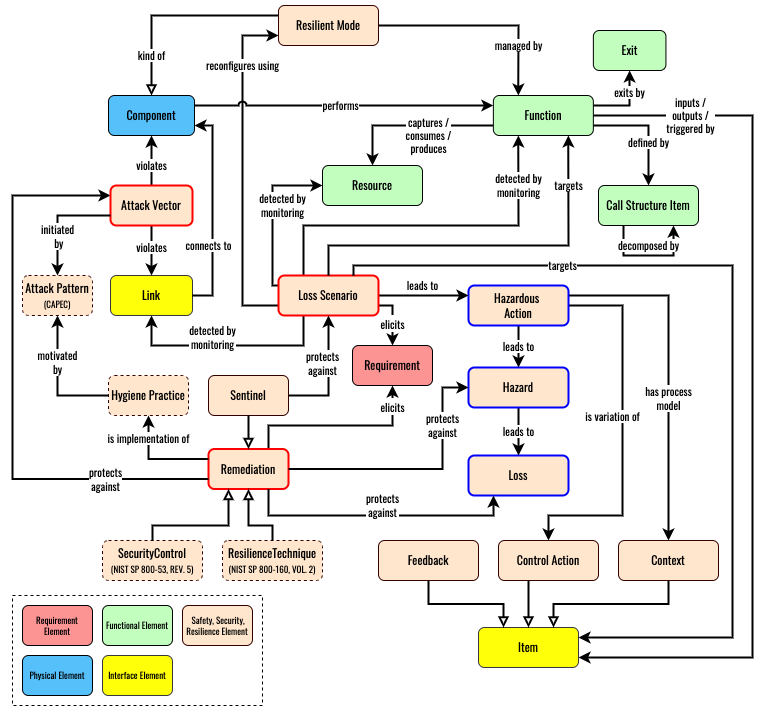 Resilient Mode
managed by
kind of
reconfigures using
Exit
exits by
Component
performs
Function
inputs /
outputs /
triggered by
captures /
consumes /
produces
defined by
violates
Resource
detected by
monitoring
detected by
monitoring
targets
Attack Vector
Call Structure Item
initiated
by
violates
connects to
decomposed by
targets
Attack Pattern
(CAPEC)
Link
Loss Scenario
leads to
Hazardous
Action
detected by
monitoring
elicits
leads to
motivated
by
protects
against
Requirement
Hazard
has process
model
Hygiene Practice
Sentinel
elicits
protects
against
leads to
is variation of
is implementation of
Remediation
Loss
protects
against
protects
against
SecurityControl
(NIST SP 800-53, REV. 5)
ResilienceTechnique
(NIST SP 800-160, VOL. 2)
Feedback
Control Action
Context
Item
Requirement
Element
Functional Element
Safety, Security,
Resilience Element
Physical Element
Interface Element